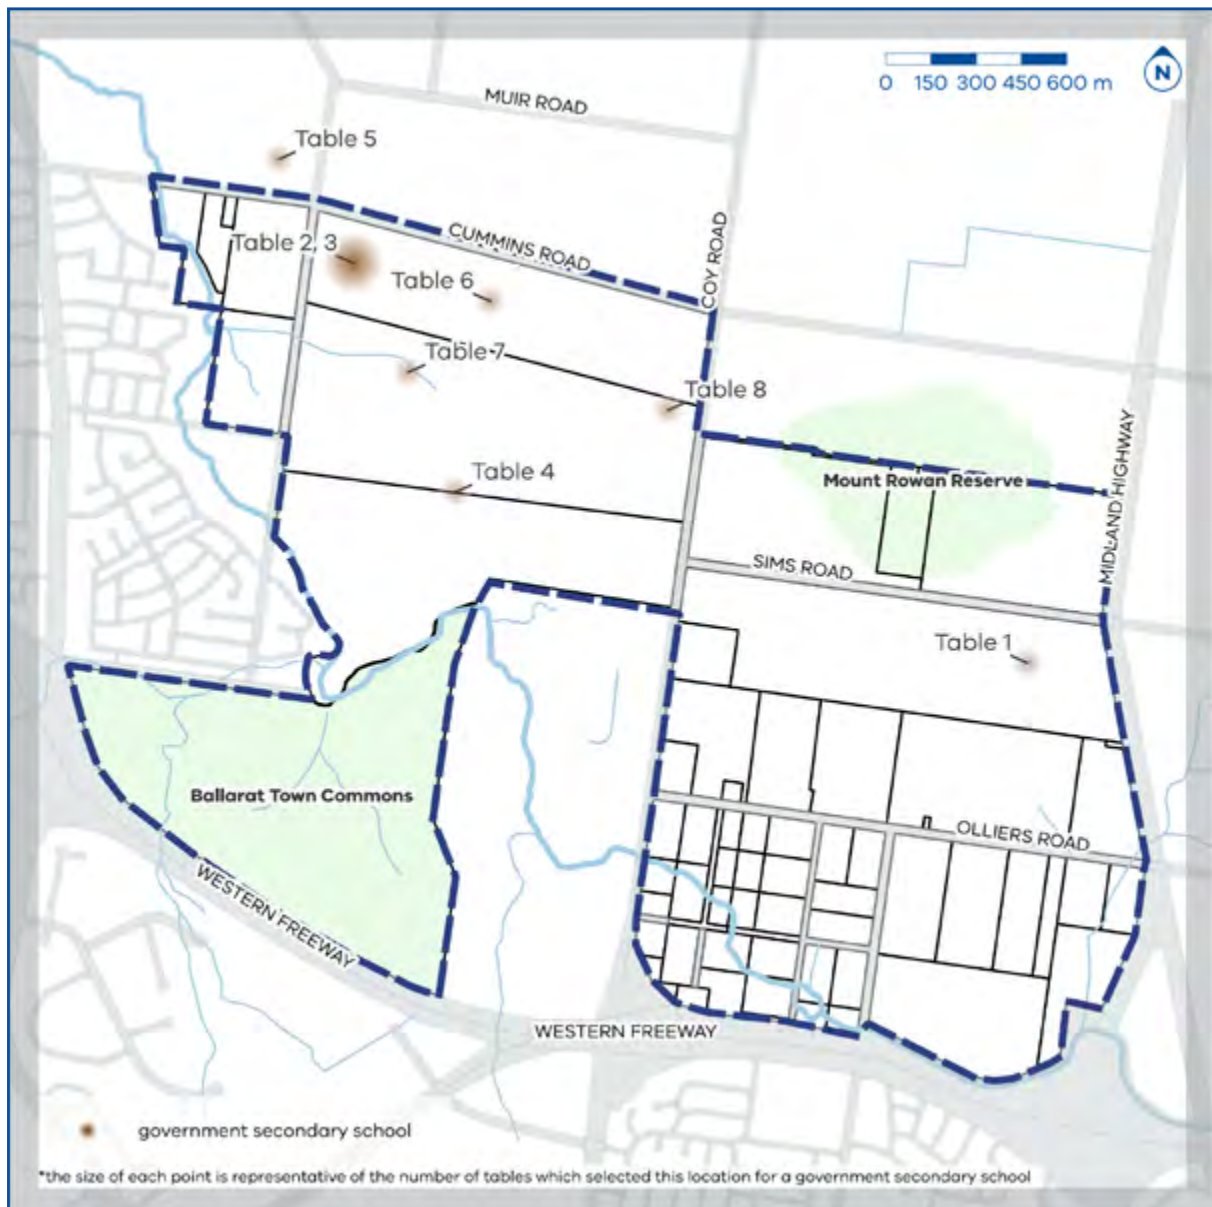 0 150 300 450 600 m
N
MUIR ROAD
Table 5
COY ROAD
CUMMINS ROAD
Table 2, 3
Table 6
Table 7
Table 8
MIDLAND HIGHWAY
Table 4
Mount Rowan Reserve
SIMS ROAD
Table 1
Ballarat Town Commons
OLLIERS ROAD
WESTERN FREEWAY
WESTERN FREEWAY
government secondary school
*the size of each point is representative of the number of tables which selected this location for a government secondary school